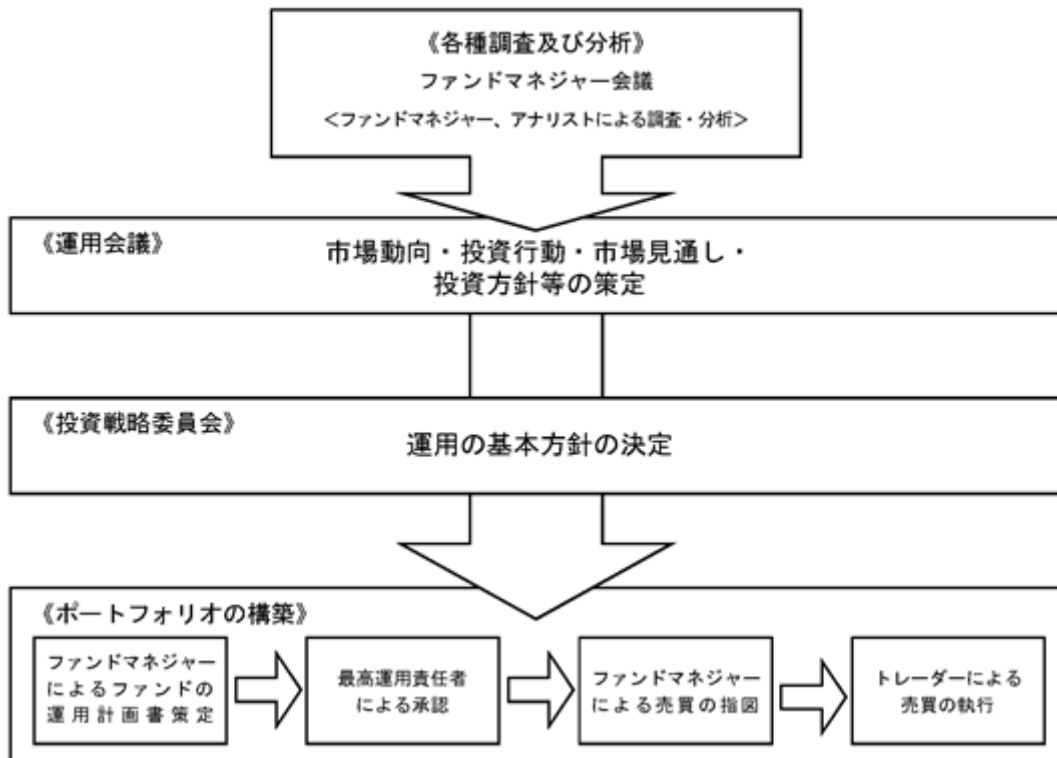 《各種調査及び分析》
ファンドマネジャー会議
＜ファンドマネジャー、アナリストによる調査・分析＞
《運用会議》
市場動向・投資行動・市場見通し・
投資方針等の策定
《投資戦略委員会》
運用の基本方針の決定
《ポートフォリオの構築》
ファンドマネジャー
によるファンドの
運用計画書策定
最高運用責任者
による承認
ファンドマネジャー
による売買の指図
トレーダーによる
売買の執行